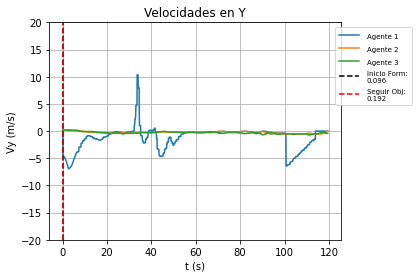 Velocidades en Y
20
15
10
5
0
−5
−10
−15
−20
Vy (m/s)
0
20
40
60
80
100
120
t (s)
Agente 1
Agente 2
Agente 3
Inicio Form:
0.096
Seguir Obj:
0.192